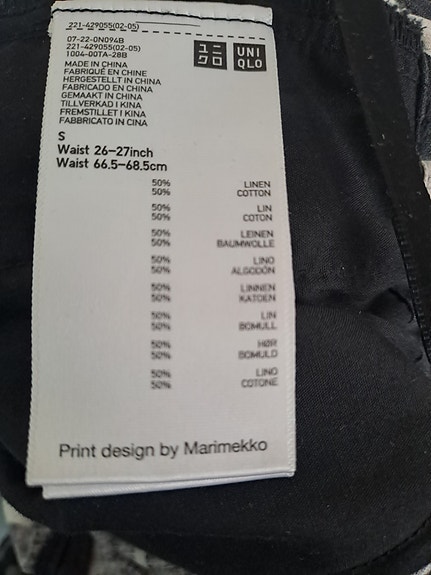 221-429055(02-05)
07-22-0N094B
221-429055(02-05)
1004-00TA-28B
ユニ
クロ
UNI
QLO
MADE IN CHINA
FABRIQUÉ EN CHINE
HERGESTELLT IN CHINA
FABRICADO EN CHINA
GEMAAKT IN CHINA
TILLVERKAD I KINA
FREMSTILLET I KINA
FABBRICATO IN CINA
S
Waist 26–27inch
Waist 66.5–68.5cm
50% LINEN
50% COTTON
50% LIN
50% COTON
50% LEINEN
50% BAUMWOLLE
50% LINO
50% ALGODÓN
50% LINNEN
50% KATOEN
50% LIN
50% BOMULL
50% HØR
50% BOMULD
50% LINO
50% COTONE
Print design by Marimekko